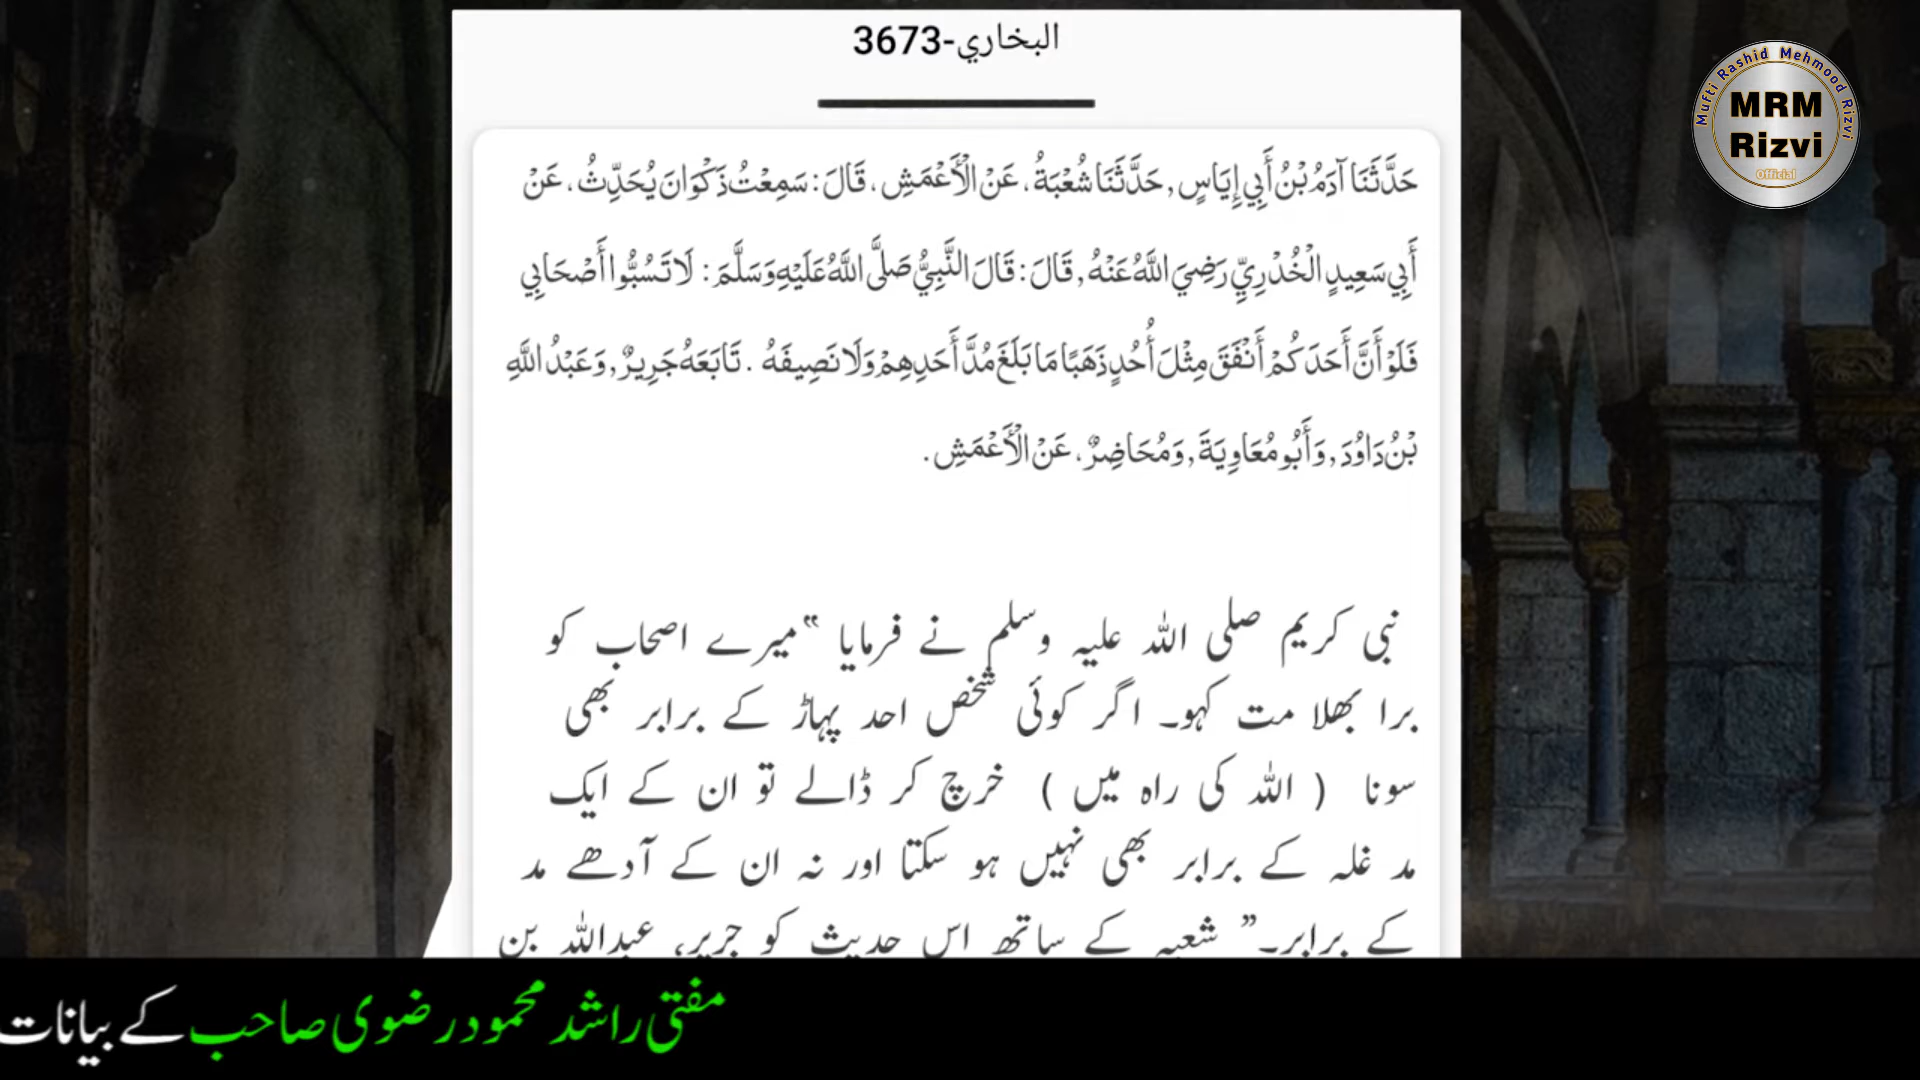 البخاري-3673
Mufti Rashid Mehmood Rizvi
MRM
Rizvi
Official
حَدَّثَنَا آدَمُ بْنُ أَبِي إِيَاسٍ, حَدَّثَنَا شُعْبَةُ، عَنْ الْأَعْمَشِ، قَالَ: سَمِعْتُ ذَكْوَانَ يُحَدِّثُ، عَنْ
أَبِي سَعِيدٍ الْخُدْرِيِّ رَضِيَ اللَّهُ عَنْهُ, قَالَ: قَالَ النَّبِيُّ صَلَّى اللَّهُ عَلَيْهِ وَسَلَّمَ: لَا تَسُبُّوا أَصْحَابِي
فَلَوْ أَنَّ أَحَدَكُمْ أَنْفَقَ مِثْلَ أُحُدٍ ذَهَبًا مَا بَلَغَ مُدَّ أَحَدِهِمْ وَلَا نَصِيفَهُ . تَابَعَهُ جَرِيرٌ, وَعَبْدُ اللَّهِ
بْنُ دَاوُدَ, وَأَبُو مُعَاوِيَةَ, وَمُحَاضِرٌ، عَنْ الْأَعْمَشِ.
نبی کریم صلی اللہ علیہ وسلم نے فرمایا “میرے اصحاب کو
برا بھلا مت کہو۔ اگر کوئی شخص احد پہاڑ کے برابر بھی
سونا ( اللہ کی راہ میں ) خرچ کر ڈالے تو ان کے ایک
مد غلہ کے برابر بھی نہیں ہو سکتا اور نہ ان کے آدھے مد
کے برابر۔” شعبہ کے ساتھ اس حدیث کو جریر، عبداللہ بن
مفتی راشد محمود رضوی صاحب کے بیانات